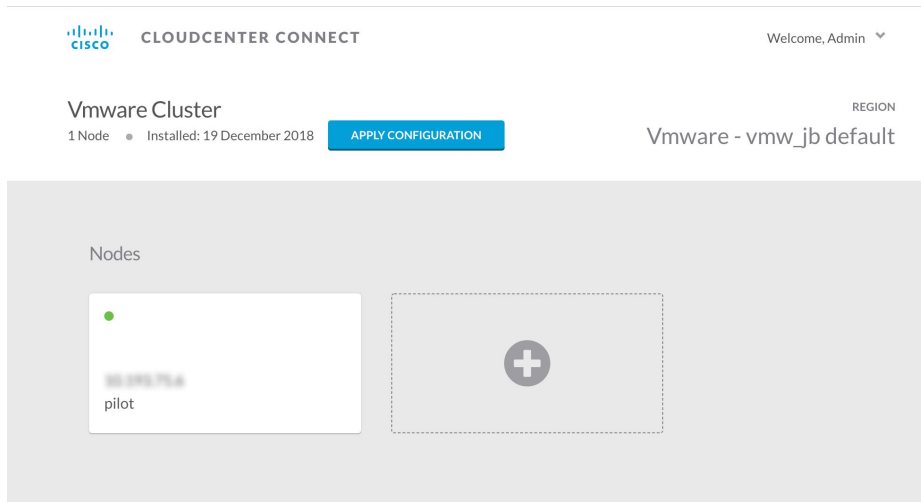 CISCO CLOUDCENTER CONNECT
Welcome, Admin
Vmware Cluster
1 Node • Installed: 19 December 2018 APPLY CONFIGURATION
REGION
Vmware - vmw_jb default
Nodes
pilot